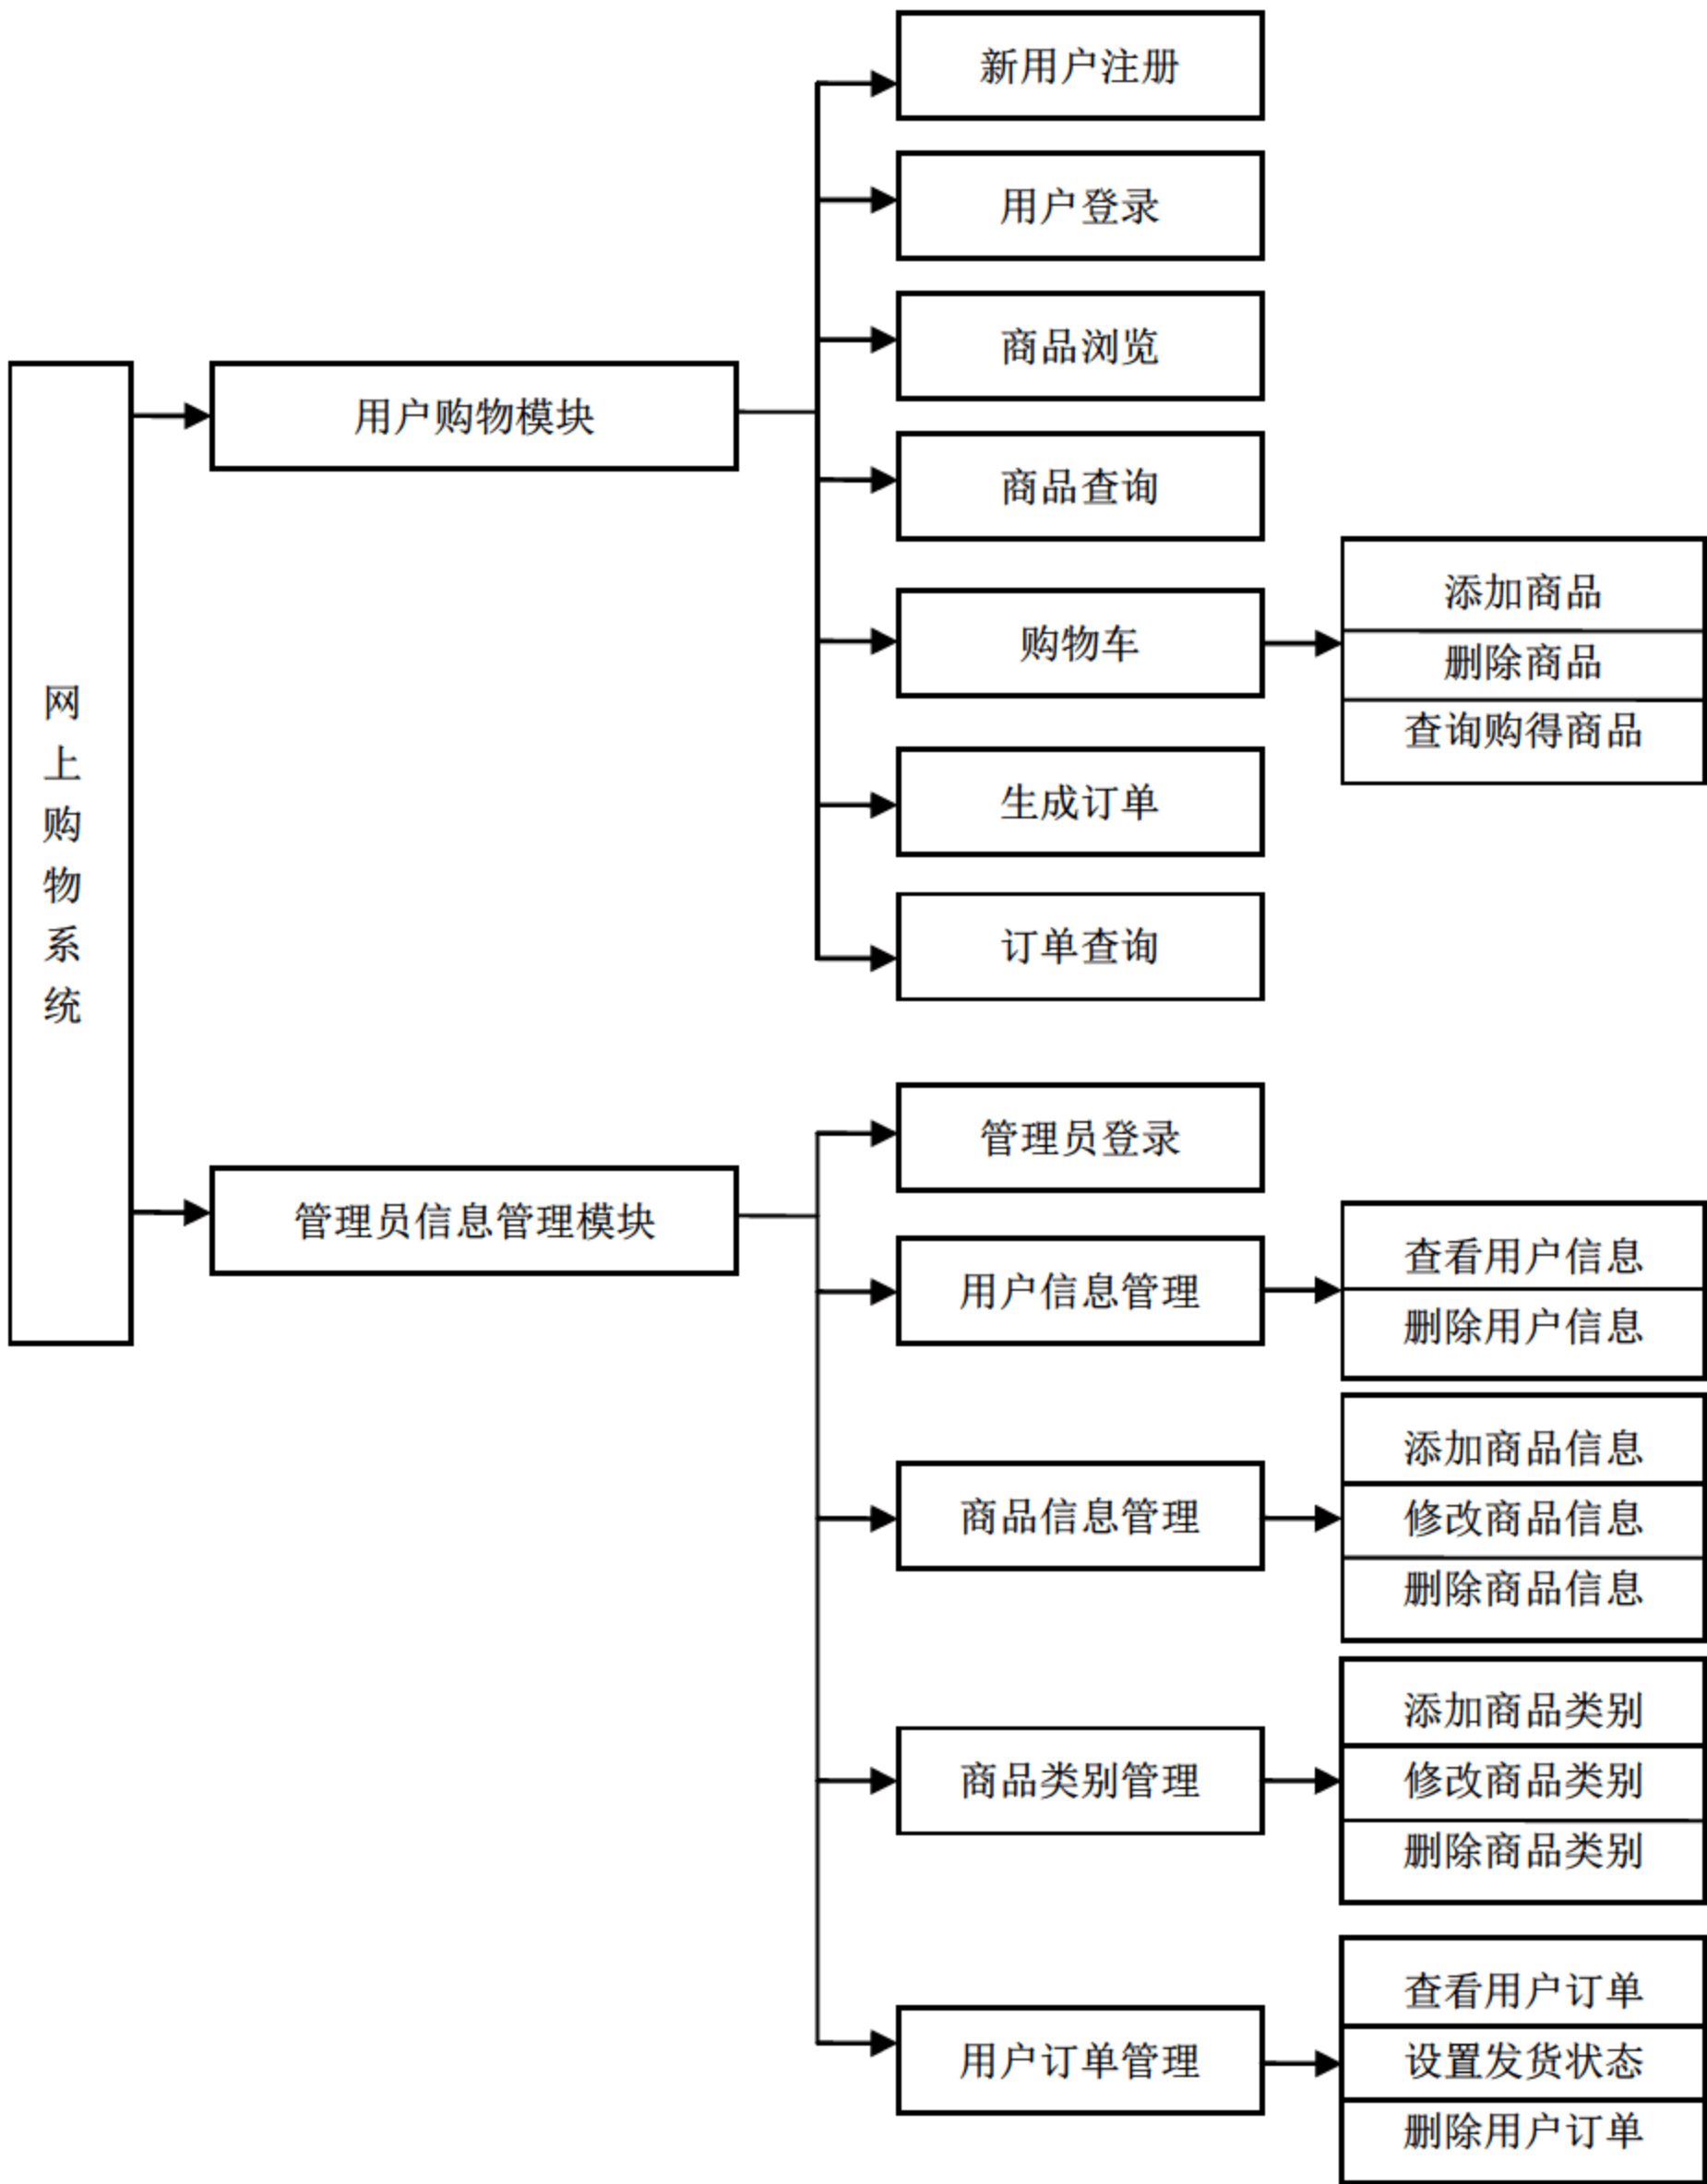 网上购物系统
用户购物模块
新用户注册
用户登录
商品浏览
商品查询
购物车
添加商品
删除商品
查询购得商品
生成订单
订单查询
管理员信息管理模块
管理员登录
用户信息管理
查看用户信息
删除用户信息
商品信息管理
添加商品信息
修改商品信息
删除商品信息
商品类别管理
添加商品类别
修改商品类别
删除商品类别
用户订单管理
查看用户订单
设置发货状态
删除用户订单